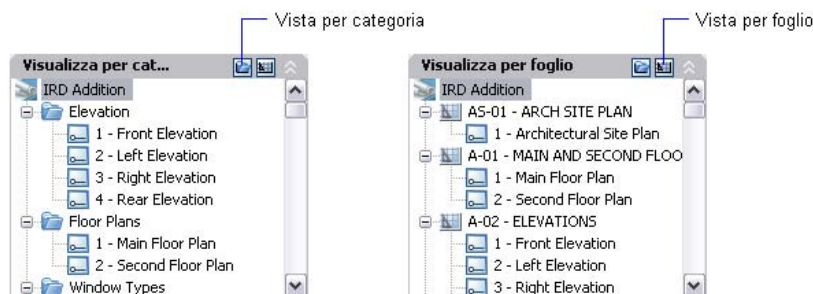 Vista per categoria
Visualizza per cat...
IRD Addition
Elevation
1 - Front Elevation
2 - Left Elevation
3 - Right Elevation
4 - Rear Elevation
Floor Plans
1 - Main Floor Plan
2 - Second Floor Plan
Window Types
Vista per foglio
Visualizza per foglio
IRD Addition
AS-01 - ARCH SITE PLAN
1 - Architectural Site Plan
A-01 - MAIN AND SECOND FLOO
1 - Main Floor Plan
2 - Second Floor Plan
A-02 - ELEVATIONS
1 - Front Elevation
2 - Left Elevation
3 - Right Elevation